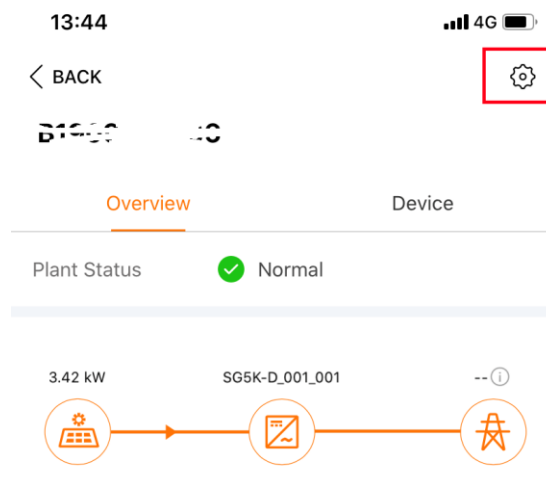 13:44 4G
BACK
Overview Device
Plant Status Normal
3.42 kW SG5K-D_001_001 --